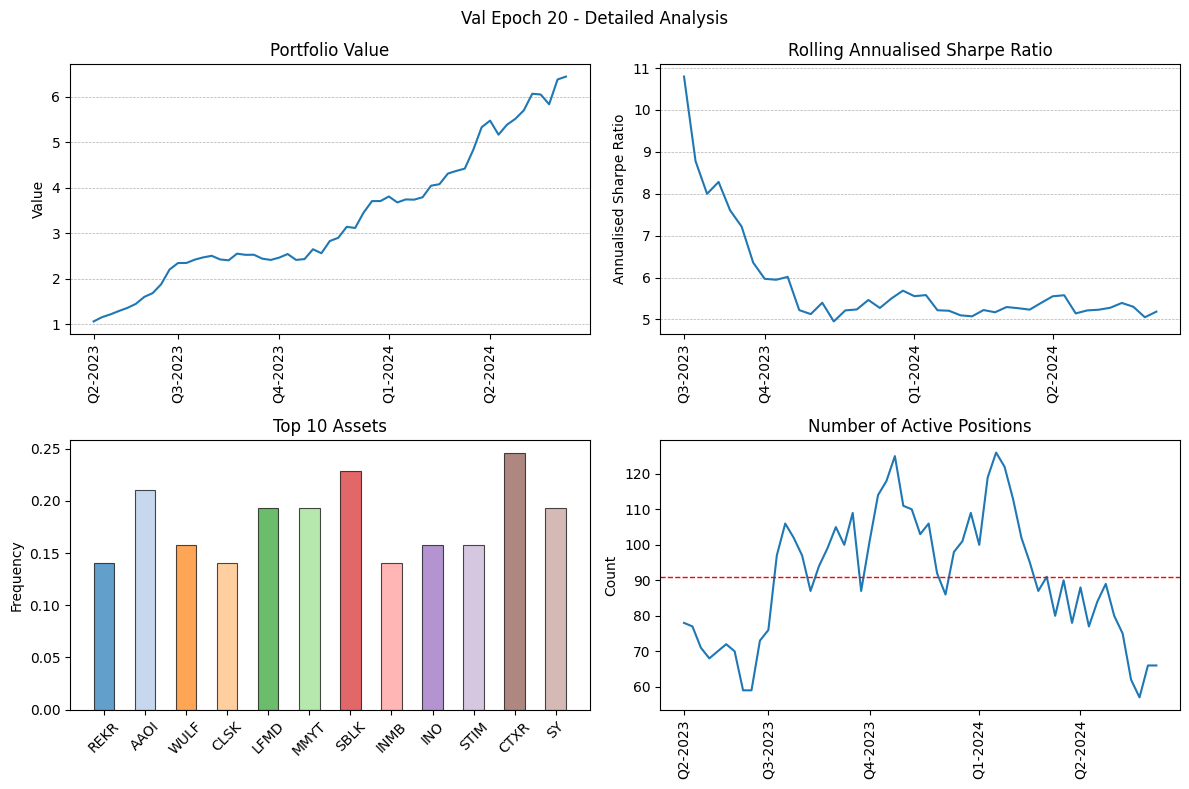 Val Epoch 20 - Detailed Analysis
Portfolio Value
Value
6
5
4
3
2
1
Q2-2023
Q3-2023
Q4-2023
Q1-2024
Q2-2024
Rolling Annualised Sharpe Ratio
Annualised Sharpe Ratio
11
10
9
8
7
6
5
Q3-2023
Q4-2023
Q1-2024
Q2-2024
Top 10 Assets
Frequency
0.25
0.20
0.15
0.10
0.05
0.00
REKR
AAOI
WULF
CLSK
LFMD
MMYT
SBLK
INMB
INO
STIM
CTXR
SY
Number of Active Positions
Count
120
110
100
90
80
70
60
Q2-2023
Q3-2023
Q4-2023
Q1-2024
Q2-2024